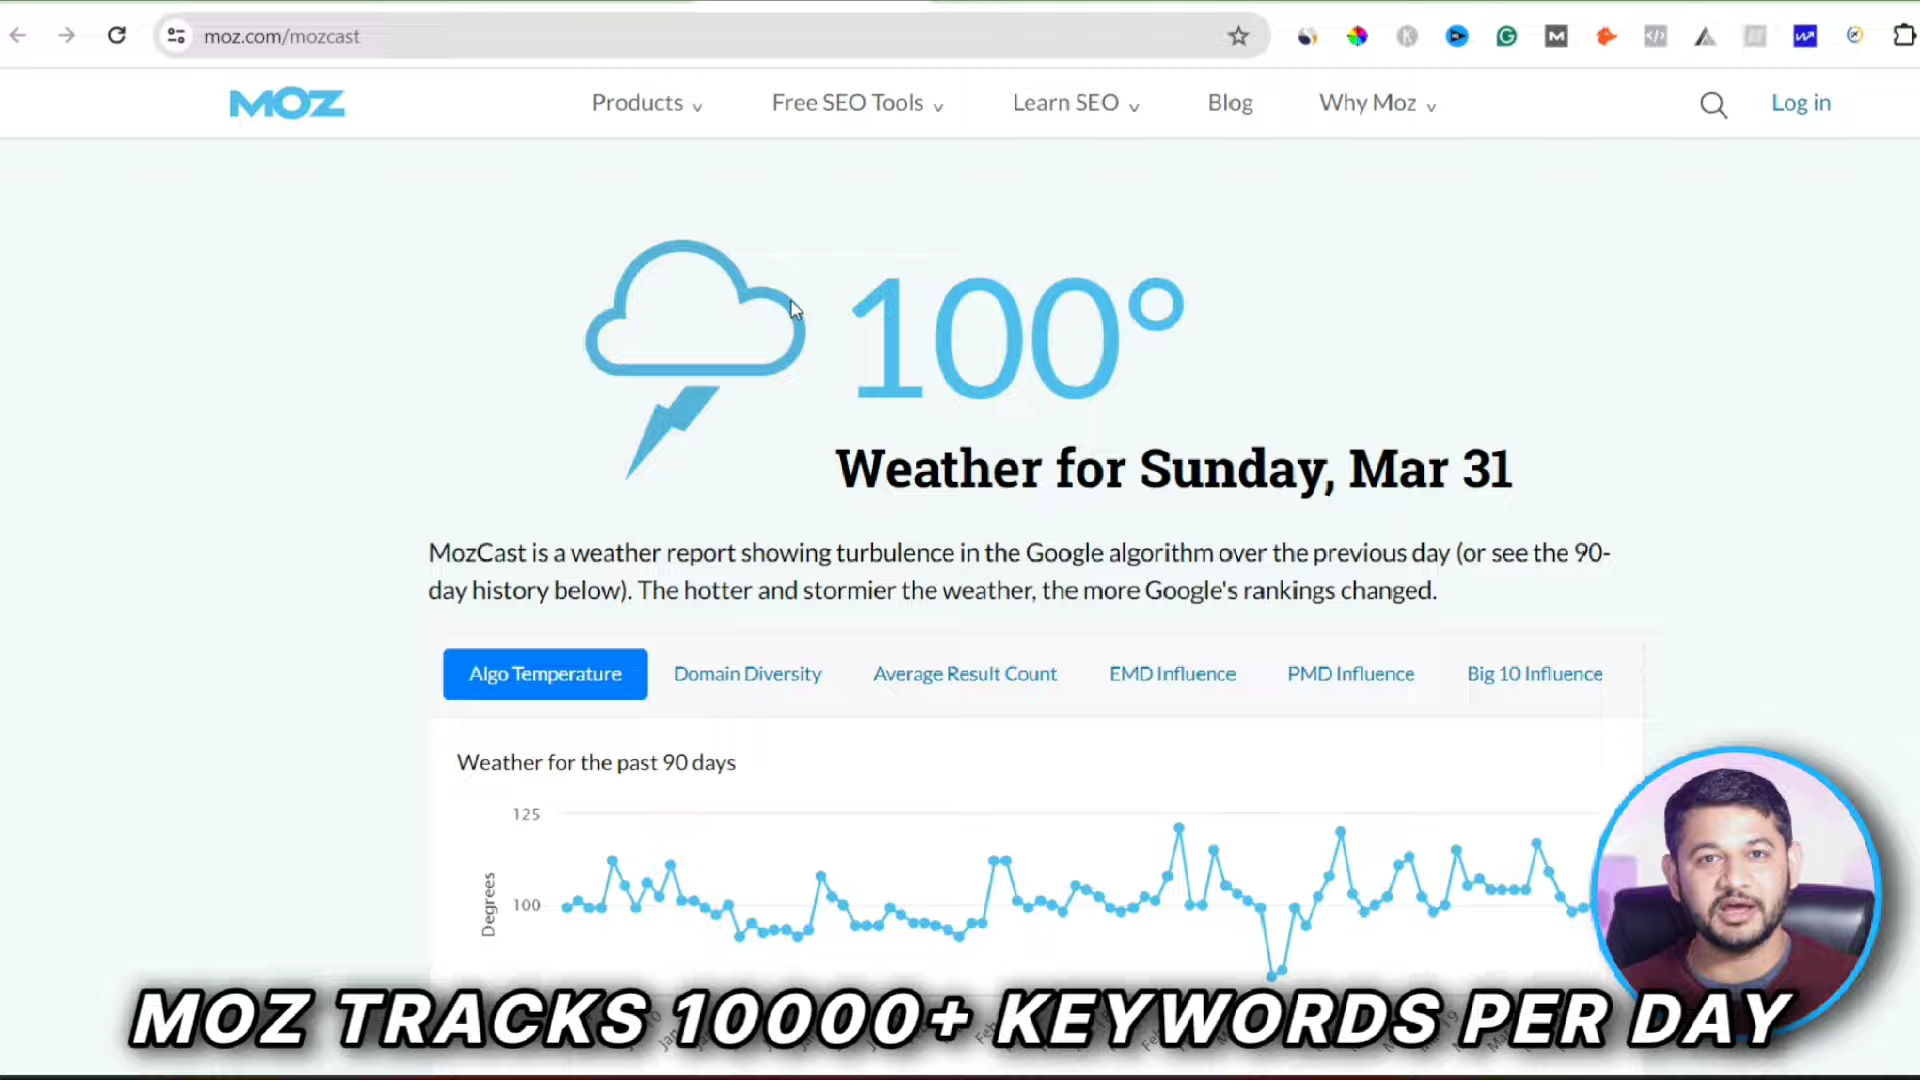 moz.com/mozcast
MOZ
Products
Free SEO Tools
Learn SEO
Blog
Why Moz
Log in
100°
Weather for Sunday, Mar 31
MozCast is a weather report showing turbulence in the Google algorithm over the previous day (or see the 90-
day history below). The hotter and stormier the weather, the more Google's rankings changed.
Algo Temperature
Domain Diversity
Average Result Count
EMD Influence
PMD Influence
Big 10 Influence
Weather for the past 90 days
125
Degrees
100
MOZ TRACKS 10000+ KEYWORDS PER DAY